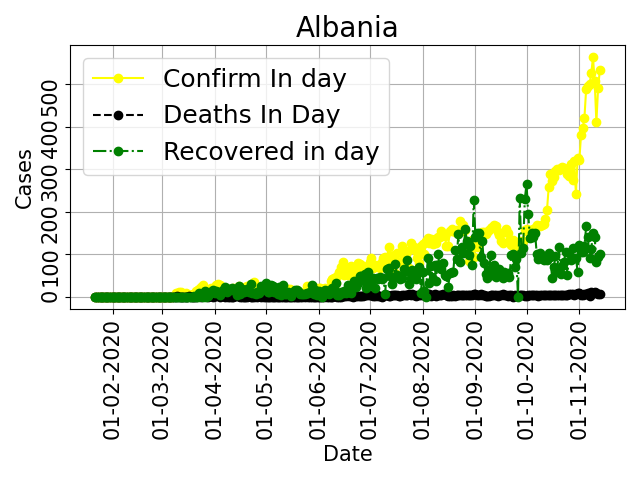 Albania
Confirm In day
Deaths In Day
Recovered in day
Cases
500
400
300
200
100
0
01-02-2020
01-03-2020
01-04-2020
01-05-2020
01-06-2020
01-07-2020
01-08-2020
01-09-2020
01-10-2020
01-11-2020
Date